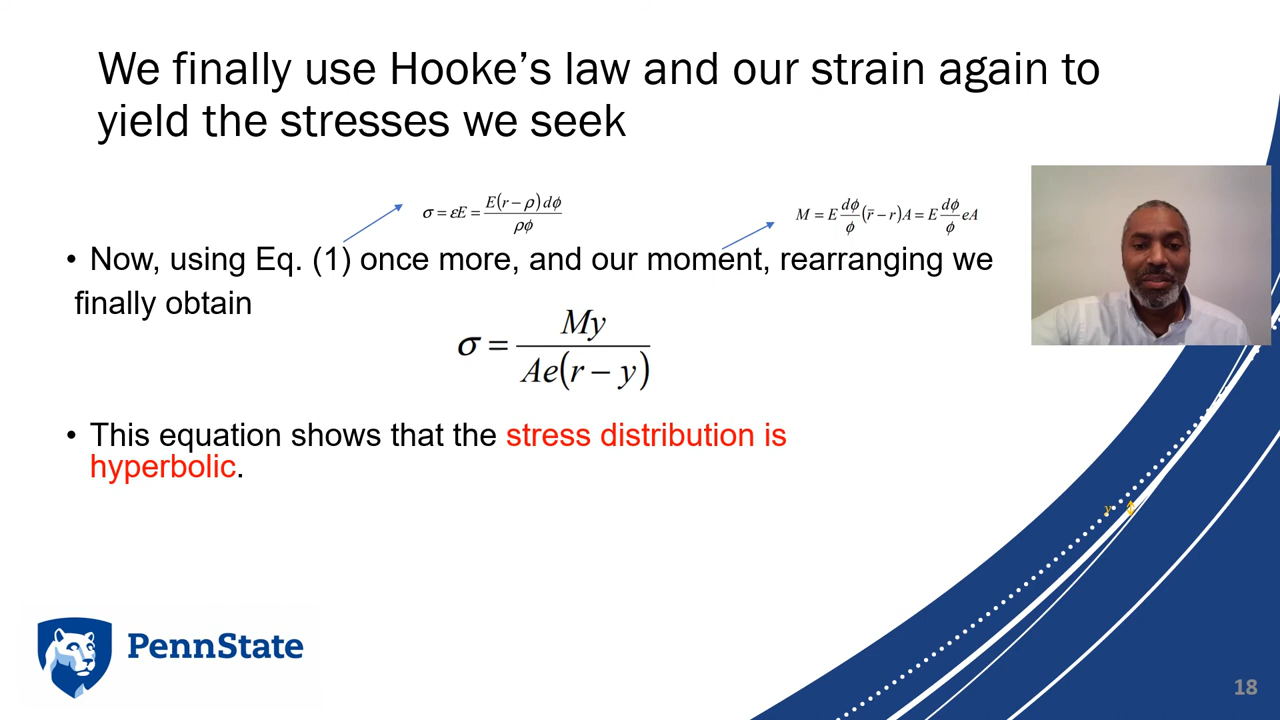 We finally use Hooke’s law and our strain again to
yield the stresses we seek
σ = εE = E(r − ρ)dϕ / ρϕ
M = E dϕ/ϕ (r̄ − r)A = E dϕ/ϕ eA
• Now, using Eq. (1) once more, and our moment, rearranging we
finally obtain
σ = My / Ae(r − y)
• This equation shows that the stress distribution is
hyperbolic.
y
PennState
18